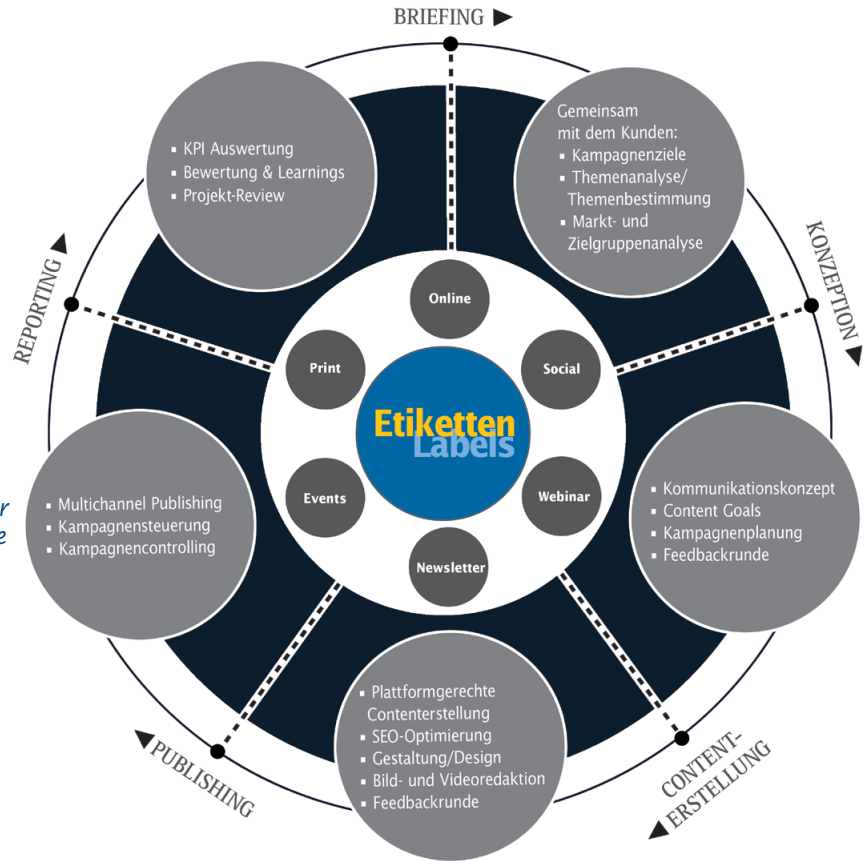 BRIEFING
Gemeinsam
mit dem Kunden:
▪ Kampagnenziele
▪ Themenanalyse/
Themenbestimmung
▪ Markt- und
Zielgruppenanalyse
KONZEPTION
▪ Kommunikationskonzept
▪ Content Goals
▪ Kampagnenplanung
▪ Feedbackrunde
CONTENT-
ERSTELLUNG
▪ Plattformgerechte
Contenterstellung
▪ SEO-Optimierung
▪ Gestaltung/Design
▪ Bild- und Videoredaktion
▪ Feedbackrunde
PUBLISHING
▪ Multichannel Publishing
▪ Kampagnensteuerung
▪ Kampagnencontrolling
REPORTING
▪ KPI Auswertung
▪ Bewertung & Learnings
▪ Projekt-Review
Online
Social
Webinar
Newsletter
Events
Print
Etiketten
Labels
r
e